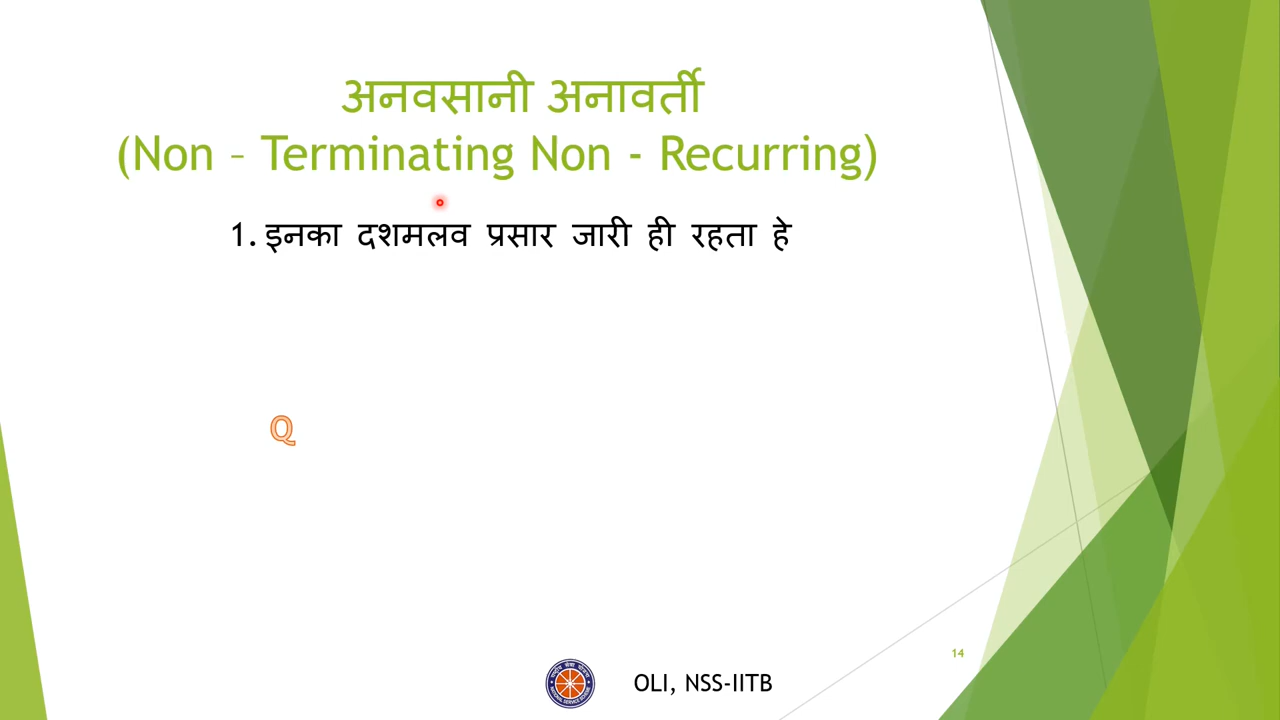 अनवसानी अनावर्ती
(Non – Terminating Non - Recurring)
1. इनका दशमलव प्रसार जारी ही रहता हे
Q
14
OLI, NSS-IITB